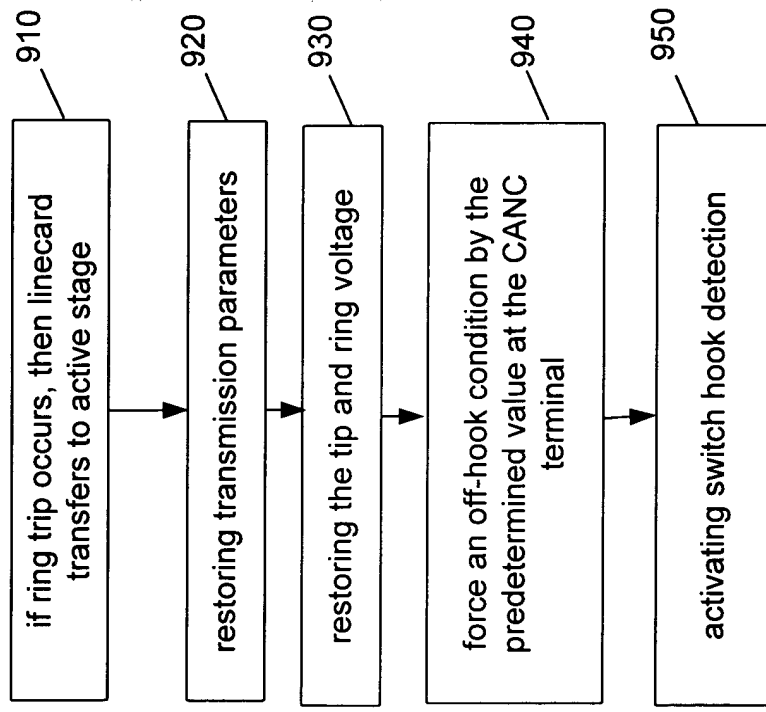 910
if ring trip occurs, then linecard
transfers to active stage
920
restoring transmission parameters
930
restoring the tip and ring voltage
940
force an off-hook condition by the
predetermined value at the CANC
terminal
950
activating switch hook detection